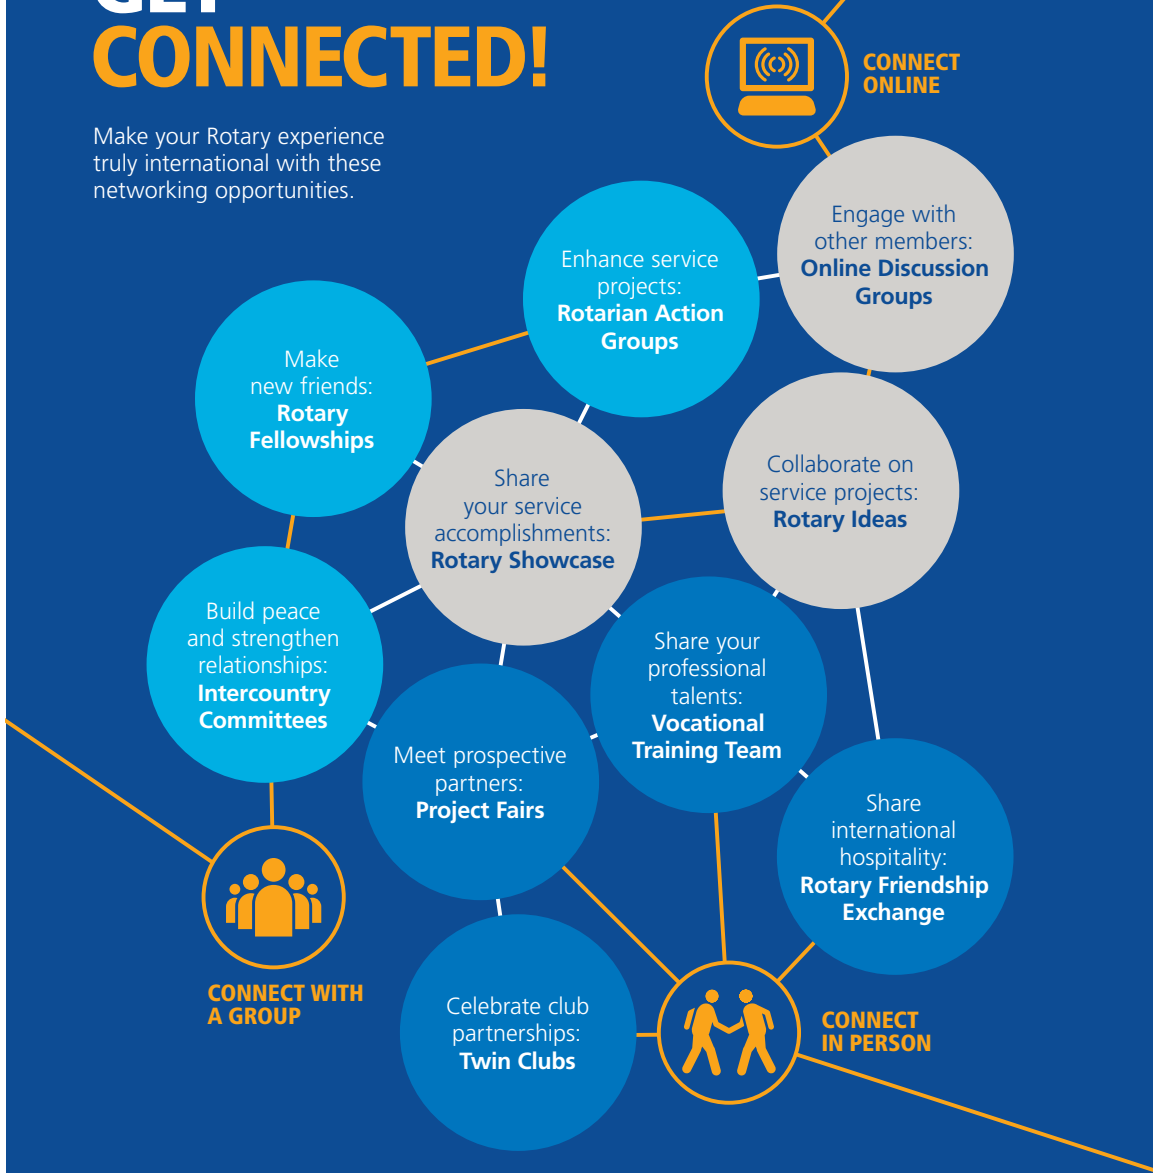 GET
CONNECTED!
Make your Rotary experience
truly international with these
networking opportunities.
CONNECT
ONLINE
Engage with
other members:
Online Discussion
Groups
Enhance service
projects:
Rotarian Action
Groups
Make
new friends:
Rotary
Fellowships
Share
your service
accomplishments:
Rotary Showcase
Collaborate on
service projects:
Rotary Ideas
Build peace
and strengthen
relationships:
Intercountry
Committees
Share your
professional
talents:
Vocational
Training Team
Meet prospective
partners:
Project Fairs
Share
international
hospitality:
Rotary Friendship
Exchange
CONNECT WITH
A GROUP
Celebrate club
partnerships:
Twin Clubs
CONNECT
IN PERSON